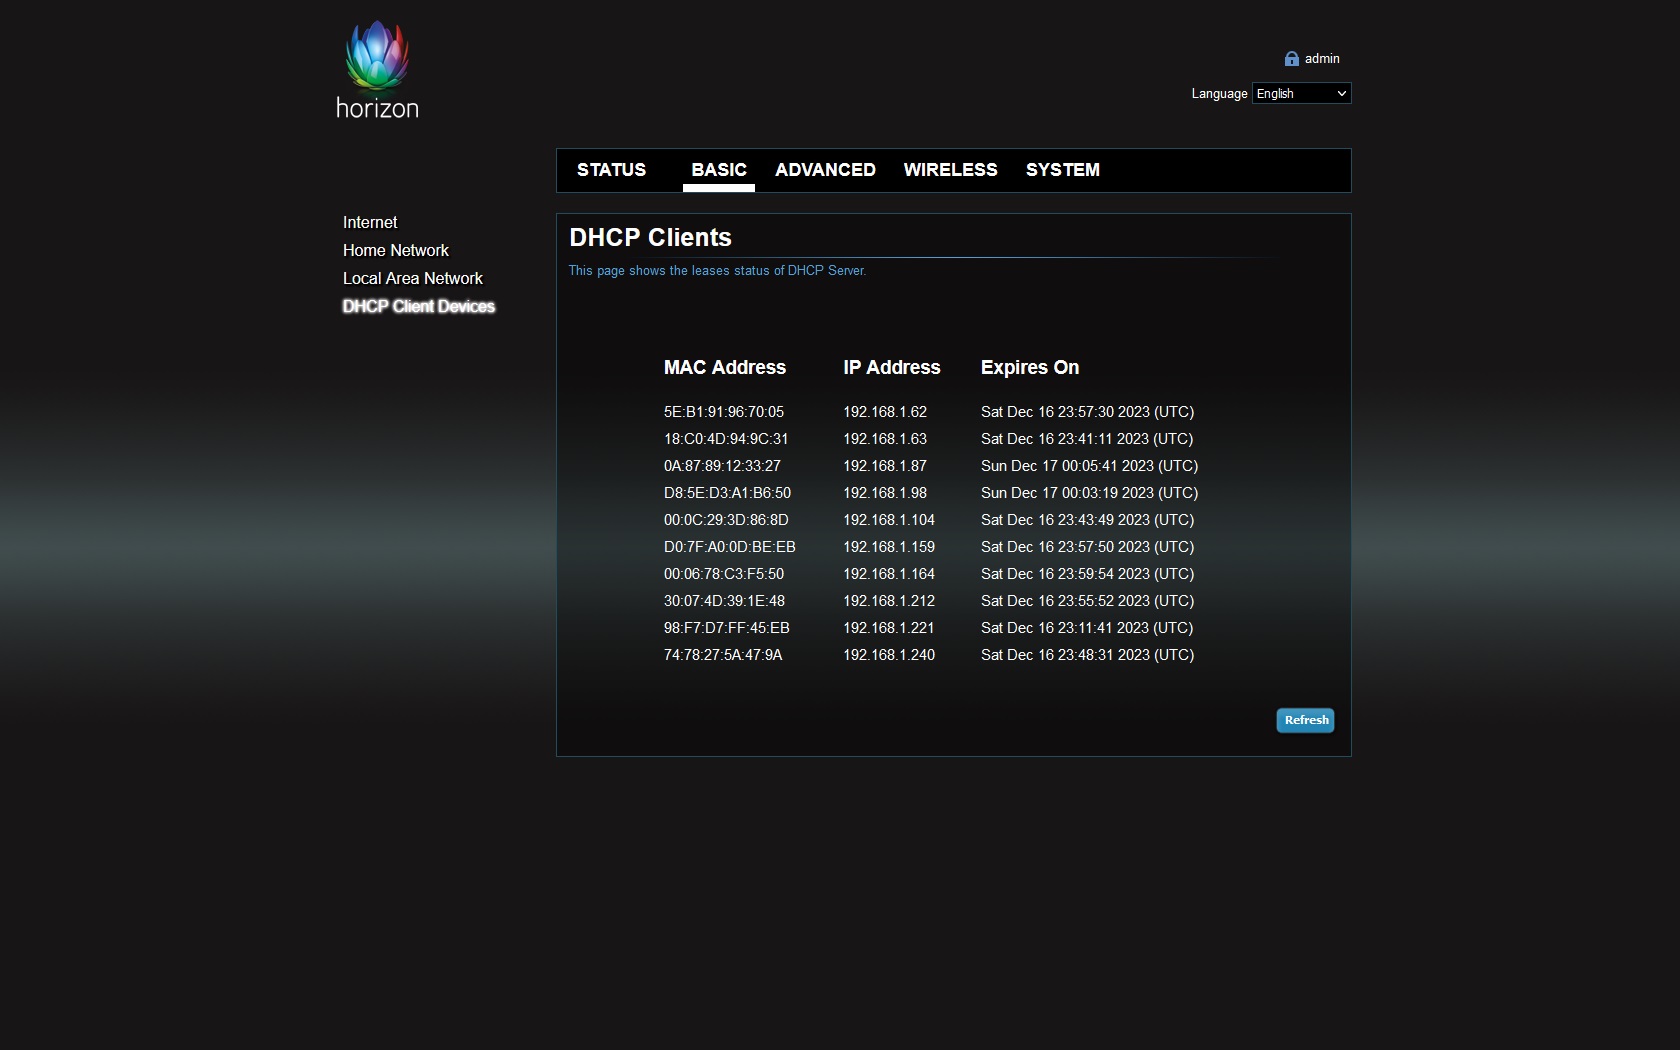 horizon
admin
Language English
STATUS BASIC ADVANCED WIRELESS SYSTEM
Internet
Home Network
Local Area Network
DHCP Client Devices
DHCP Clients
This page shows the leases status of DHCP Server.
MAC Address IP Address Expires On
5E:B1:91:96:70:05 192.168.1.62 Sat Dec 16 23:57:30 2023 (UTC)
18:C0:4D:94:9C:31 192.168.1.63 Sat Dec 16 23:41:11 2023 (UTC)
0A:87:89:12:33:27 192.168.1.87 Sun Dec 17 00:05:41 2023 (UTC)
D8:5E:D3:A1:B6:50 192.168.1.98 Sun Dec 17 00:03:19 2023 (UTC)
00:0C:29:3D:86:8D 192.168.1.104 Sat Dec 16 23:43:49 2023 (UTC)
D0:7F:A0:0D:BE:EB 192.168.1.159 Sat Dec 16 23:57:50 2023 (UTC)
00:06:78:C3:F5:50 192.168.1.164 Sat Dec 16 23:59:54 2023 (UTC)
30:07:4D:39:1E:48 192.168.1.212 Sat Dec 16 23:55:52 2023 (UTC)
98:F7:D7:FF:45:EB 192.168.1.221 Sat Dec 16 23:11:41 2023 (UTC)
74:78:27:5A:47:9A 192.168.1.240 Sat Dec 16 23:48:31 2023 (UTC)
Refresh